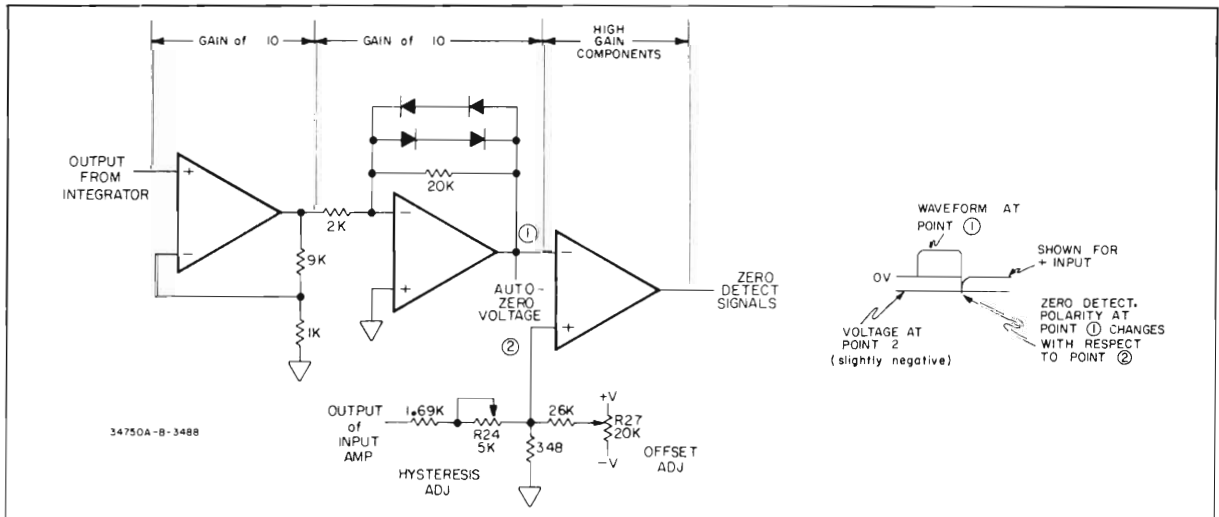 GAIN of 10
GAIN of 10
HIGH
GAIN
COMPONENTS
OUTPUT
FROM
INTEGRATOR
+
−
9K
1K
2K
20K
−
+
①
AUTO-
ZERO
VOLTAGE
②
−
+
ZERO
DETECT
SIGNALS
OUTPUT
of
INPUT
AMP
1.69K
R24
5K
HYSTERESIS
ADJ
26K
348
+V
R27
20K
−V
OFFSET
ADJ
34750A-B-3488
WAVEFORM AT
POINT ①
0V
SHOWN FOR
+ INPUT
VOLTAGE AT
POINT 2
(slightly negative)
ZERO DETECT.
POLARITY AT
POINT ① CHANGES
WITH RESPECT
TO POINT ②